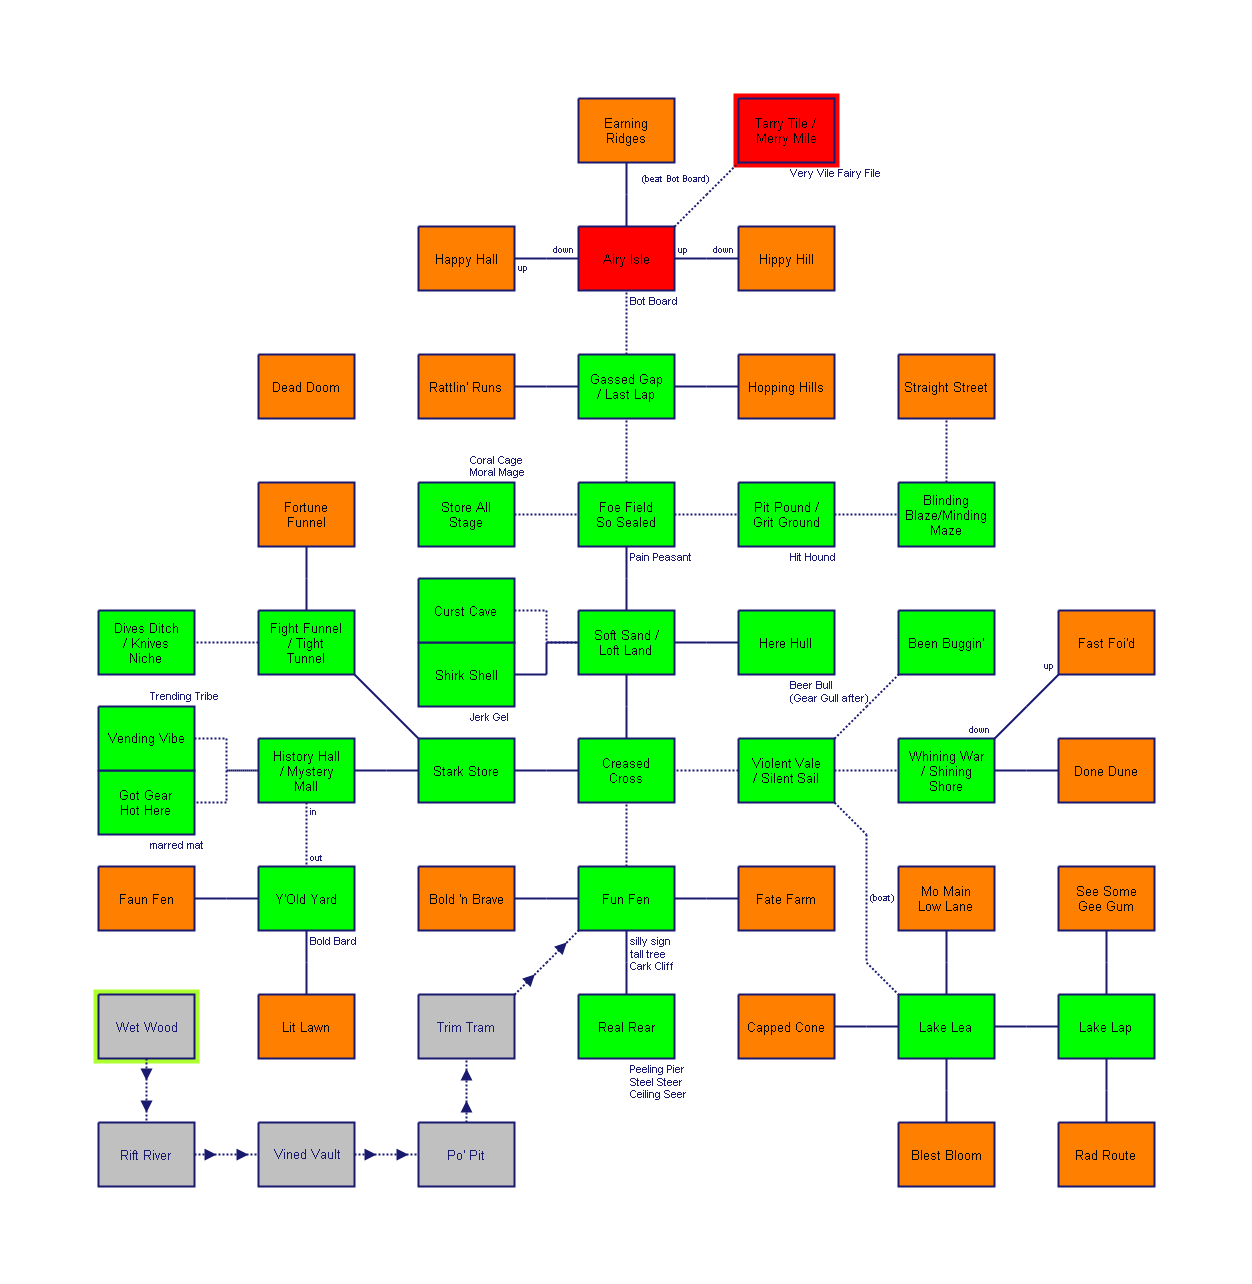 Earning
Ridges
Tarry Tile /
Merry Mile
(beat Bot Board)
Very Vile Fairy File
Happy Hall
down
up
Airy Isle
up
down
Hippy Hill
Bot Board
Dead Doom
Rattlin' Runs
Gassed Gap
/ Last Lap
Hopping Hills
Straight Street
Coral Cage
Moral Mage
Fortune
Funnel
Store All
Stage
Foe Field
So Sealed
Pit Pound /
Grit Ground
Blinding
Blaze/Minding
Maze
Pain Peasant
Hit Hound
Dives Ditch
/ Knives
Niche
Fight Funnel
/ Tight
Tunnel
Curst Cave
Shirk Shell
Soft Sand /
Loft Land
Here Hull
Been Buggin'
Fast Foi'd
up
Beer Bull
(Gear Gull after)
Trending Tribe
Jerk Gel
down
Vending Vibe
Got Gear
Hot Here
History Hall
/ Mystery
Mall
Stark Store
Creased
Cross
Violent Vale
/ Silent Sail
Whining War
/ Shining
Shore
Done Dune
in
marred mat
out
Faun Fen
Y'Old Yard
Bold 'n Brave
Fun Fen
Fate Farm
(boat)
Mo Main
Low Lane
See Some
Gee Gum
Bold Bard
silly sign
tall tree
Cark Cliff
Wet Wood
Lit Lawn
Trim Tram
Real Rear
Capped Cone
Lake Lea
Lake Lap
Peeling Pier
Steel Steer
Ceiling Seer
Rift River
Vined Vault
Po' Pit
Blest Bloom
Rad Route